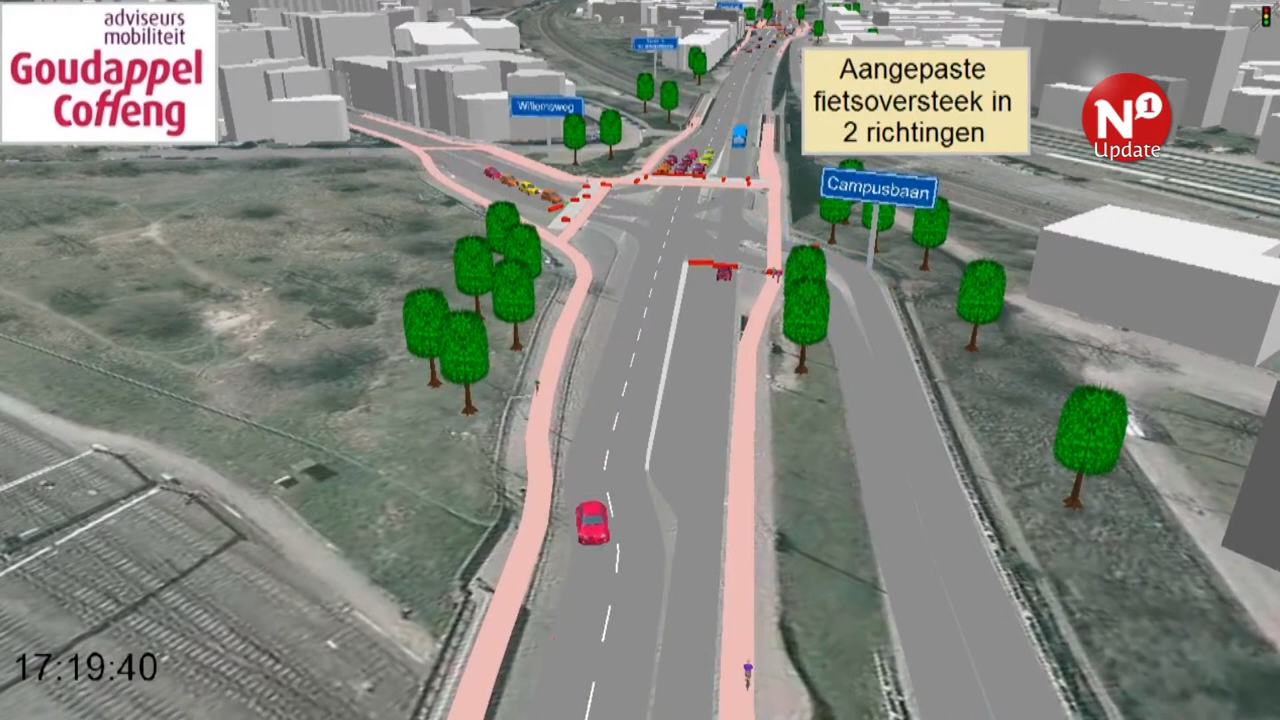 adviseurs
mobiliteit
Goudappel
Coffeng
Willemsweg
Aangepaste
fietsoversteek in
2 richtingen
N1
Update
Campusbaan
17:19:40